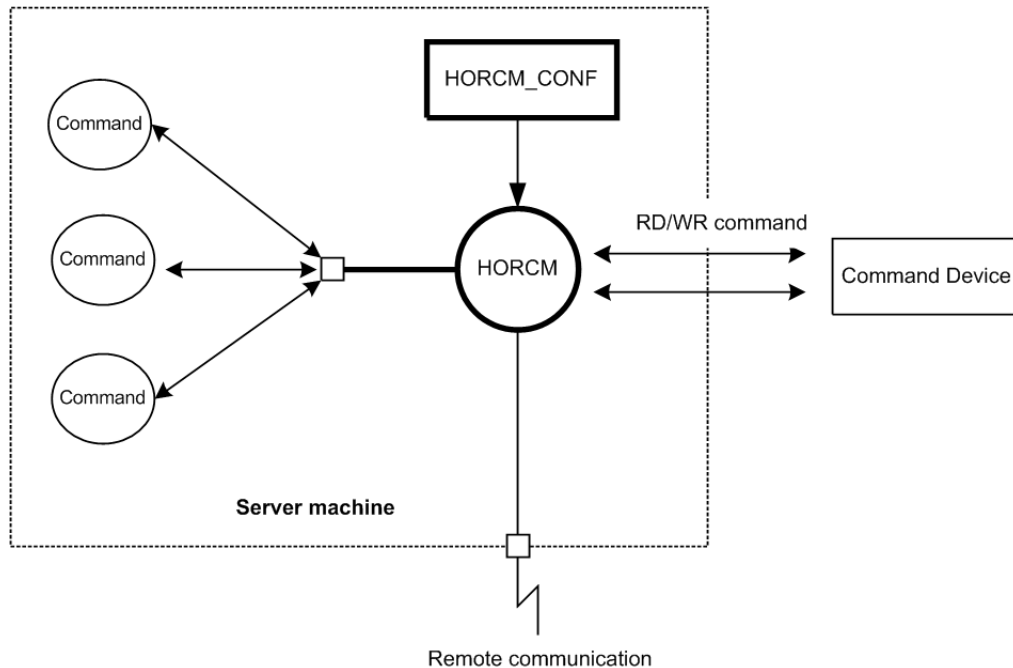 HORCM_CONF
Command
RD/WR command
Command
HORCM
Command Device
Command
Server machine
Remote communication